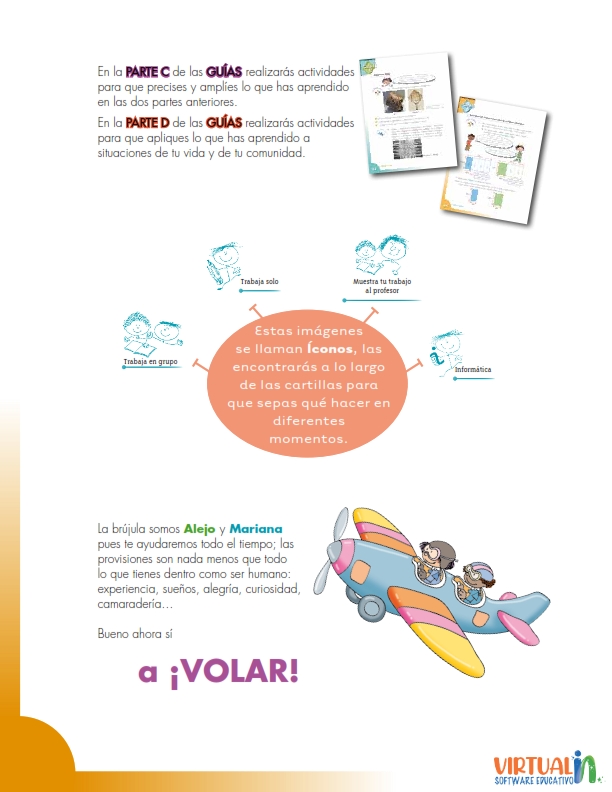 En la PARTE C de las GUÍAS realizarás actividades
para que precises y amplíes lo que has aprendido
en las dos partes anteriores.
En la PARTE D de las GUÍAS realizarás actividades
para que apliques lo que has aprendido a
situaciones de tu vida y de tu comunidad.
Trabaja solo
Muestra tu trabajo
al profesor
Trabaja en grupo
Informática
Estas imágenes
se llaman Íconos, las
encontrarás a lo largo
de las cartillas para
que sepas qué hacer en
diferentes
momentos.
La brújula somos Alejo y Mariana
pues te ayudaremos todo el tiempo; las
provisiones son nada menos que todo
lo que tienes dentro como ser humano:
experiencia, sueños, alegría, curiosidad,
camaradería...
Bueno ahora sí
a ¡VOLAR!
VIRTUAL in
SOFTWARE EDUCATIVO